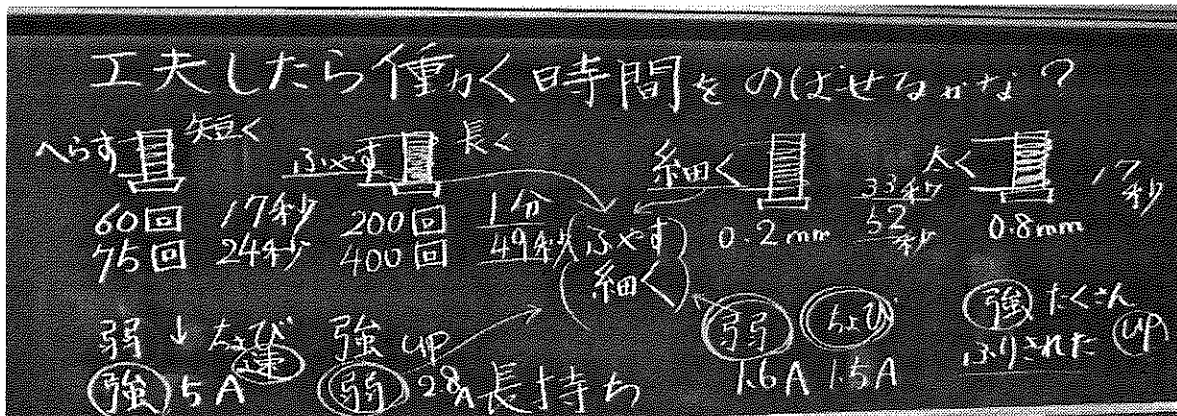 工夫したら働く時間をのばせるかな？
へらす 短く ふやす 長く 細く 太く
60回 17秒 200回 1分 0.2mm 33秒 0.8mm 17秒
75回 24秒 400回 49秒 52秒
ふやす
細く
弱 ↓ ちょび 強 up 弱 ちょび 強 たくさん
強 5A 速 弱 2.8A 長持ち 1.6A 1.5A ふりきれた up